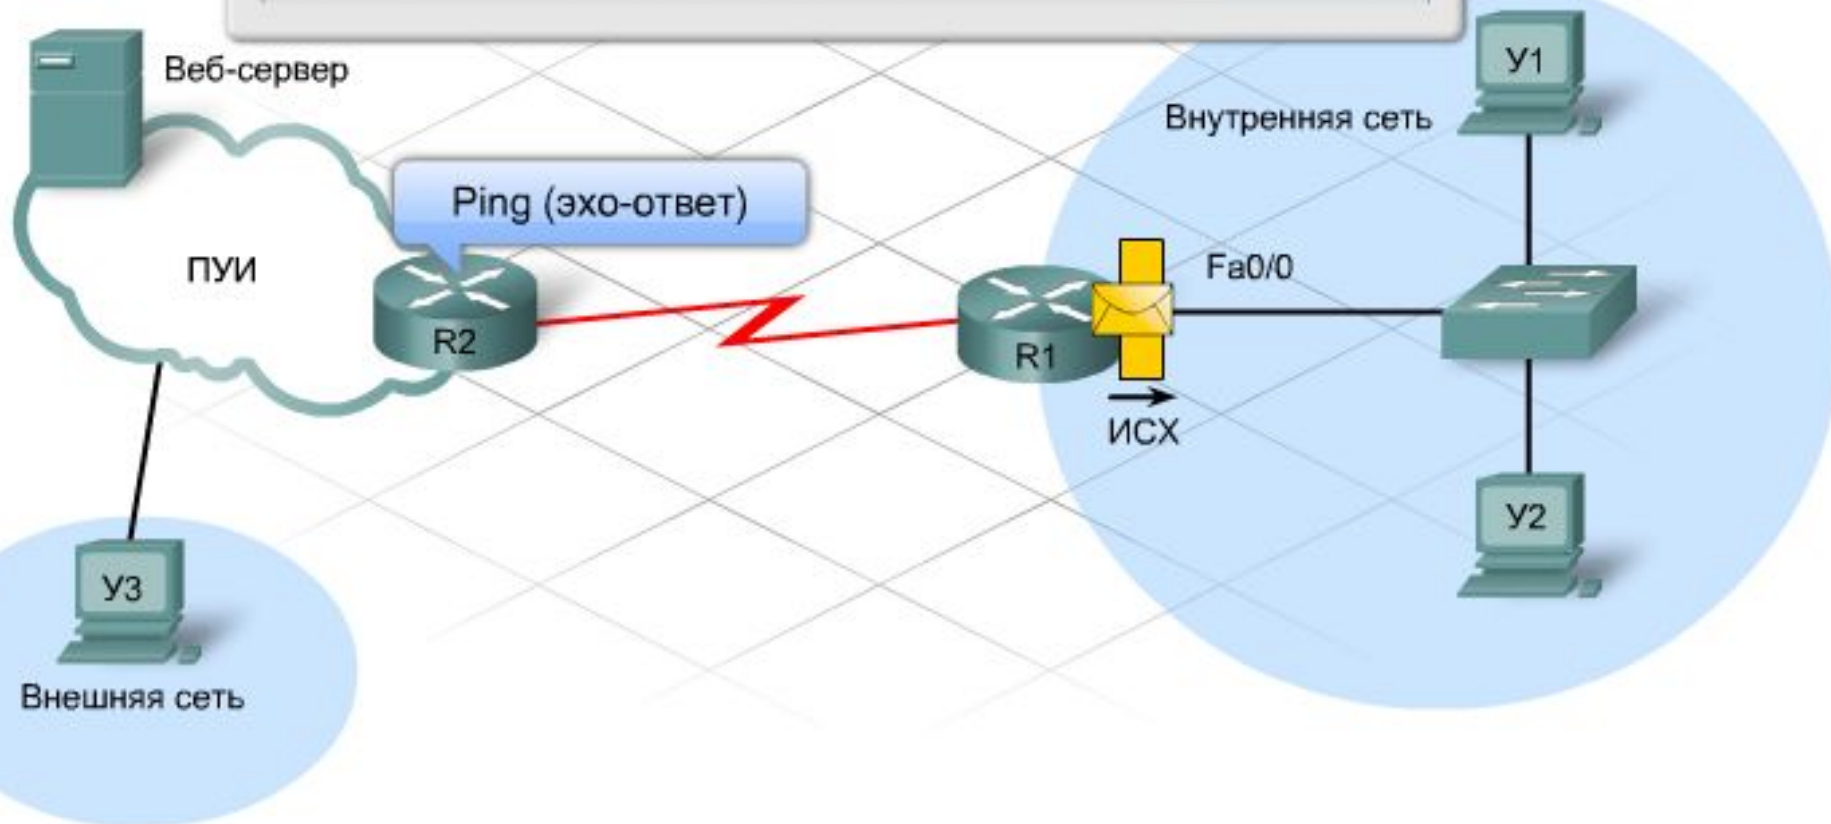 Веб-сервер
У1
Внутренняя сеть
Ping (эхо-ответ)
ПУИ
Fa0/0
R2
R1
ИСХ
У2
У3
Внешняя сеть